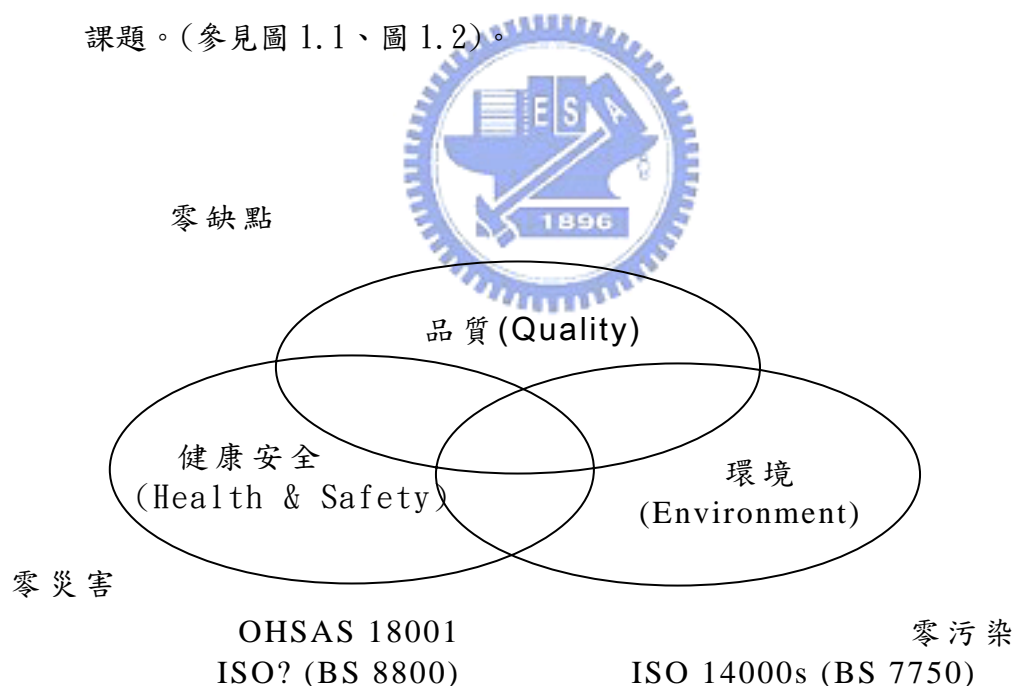 課題。(參見圖 1.1、圖 1.2)。
E S A
1896
零缺點
品質(Quality)
健康安全
(Health & Safety)
環境
(Environment)
零災害
OHSAS 18001
零污染
ISO? (BS 8800)
ISO 14000s (BS 7750)